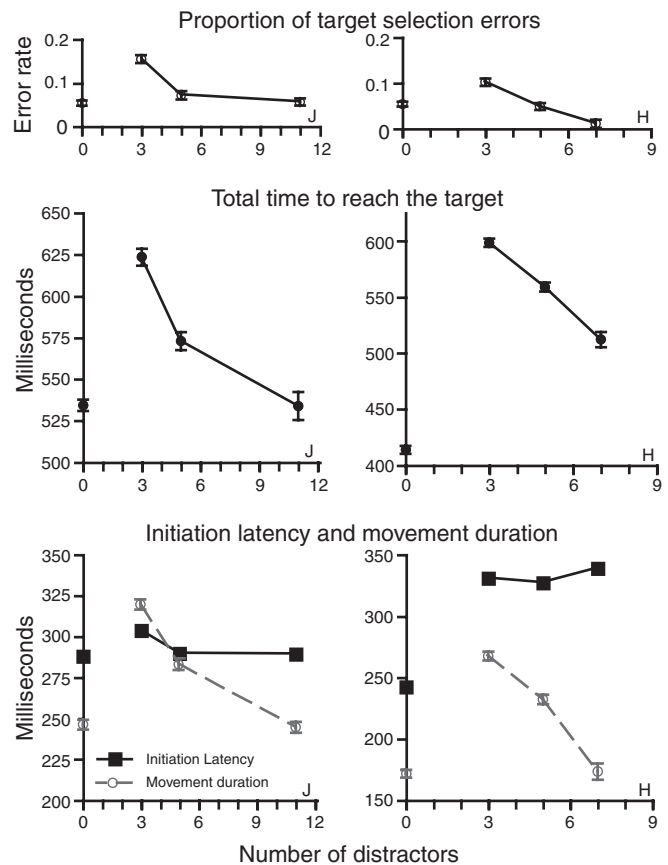 Proportion of target selection errors
Error rate
0.2
0.1
0
0 3 6 9 12
J
0.2
0.1
0
0 3 6 9
H
Total time to reach the target
Milliseconds
650
625
600
575
550
525
500
0 3 6 9 12
J
600
550
500
450
400
0 3 6 9
H
Initiation latency and movement duration
Milliseconds
350
325
300
275
250
225
200
Initiation Latency
Movement duration
0 3 6 9 12
J
350
300
250
200
150
0 3 6 9
H
Number of distractors